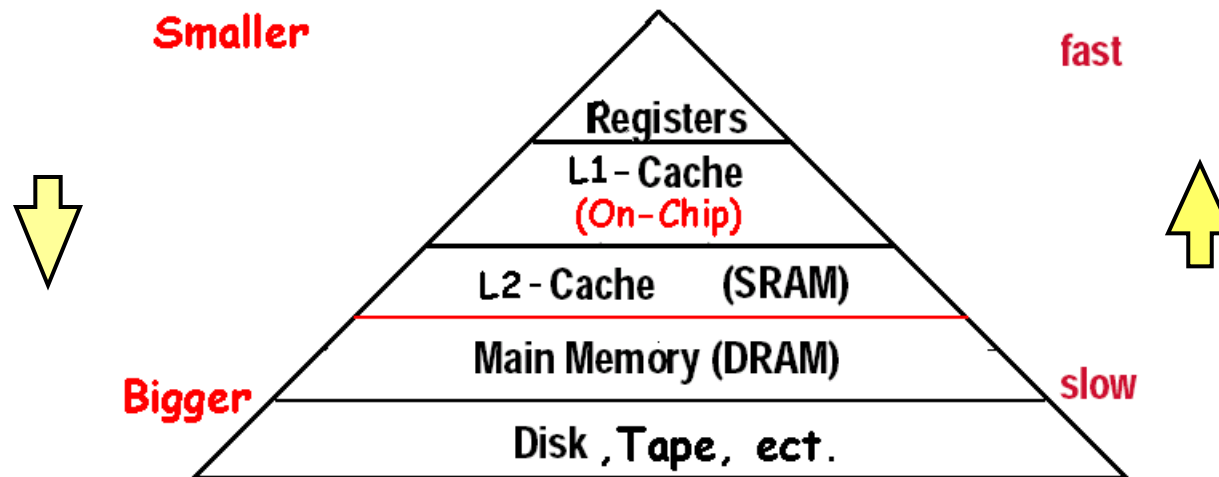 Smaller
fast
Registers
L1 - Cache
(On-Chip)
L2 - Cache (SRAM)
Main Memory (DRAM)
Bigger
slow
Disk ,Tape, ect.